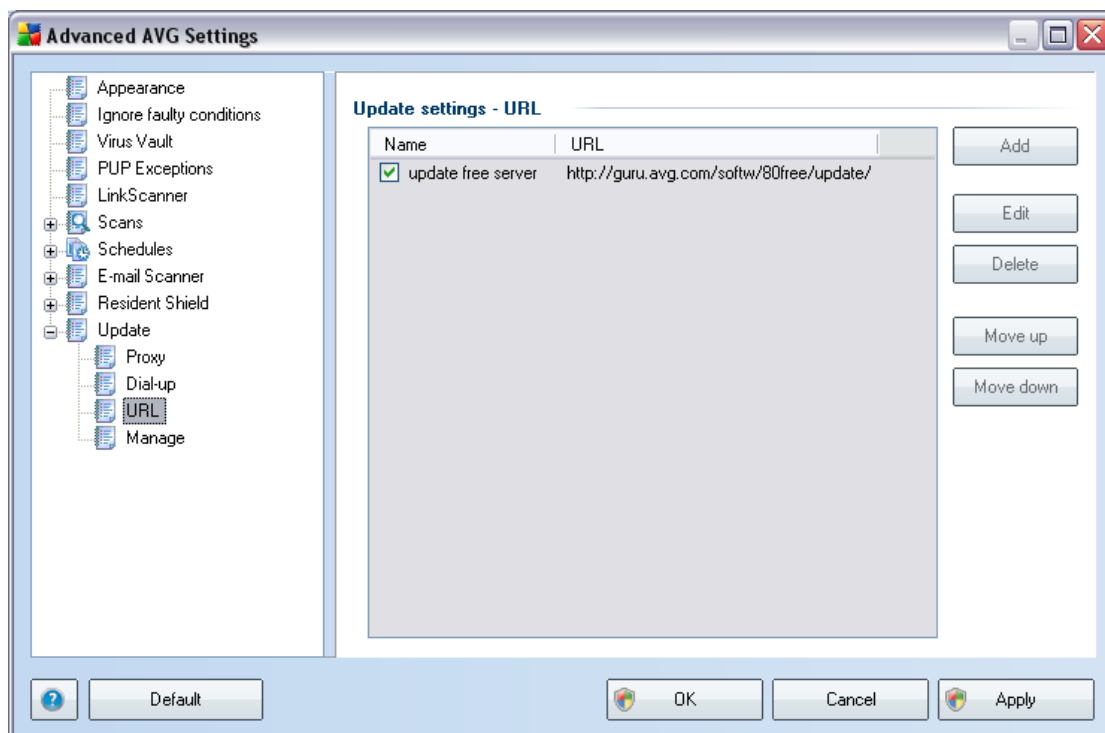 Advanced AVG Settings
Appearance
Ignore faulty conditions
Virus Vault
PUP Exceptions
LinkScanner
Scans
Schedules
E-mail Scanner
Resident Shield
Update
Proxy
Dial-up
URL
Manage
Update settings - URL
Name URL
update free server http://guru.avg.com/softw/80free/update/
Add
Edit
Delete
Move up
Move down
? Default OK Cancel Apply